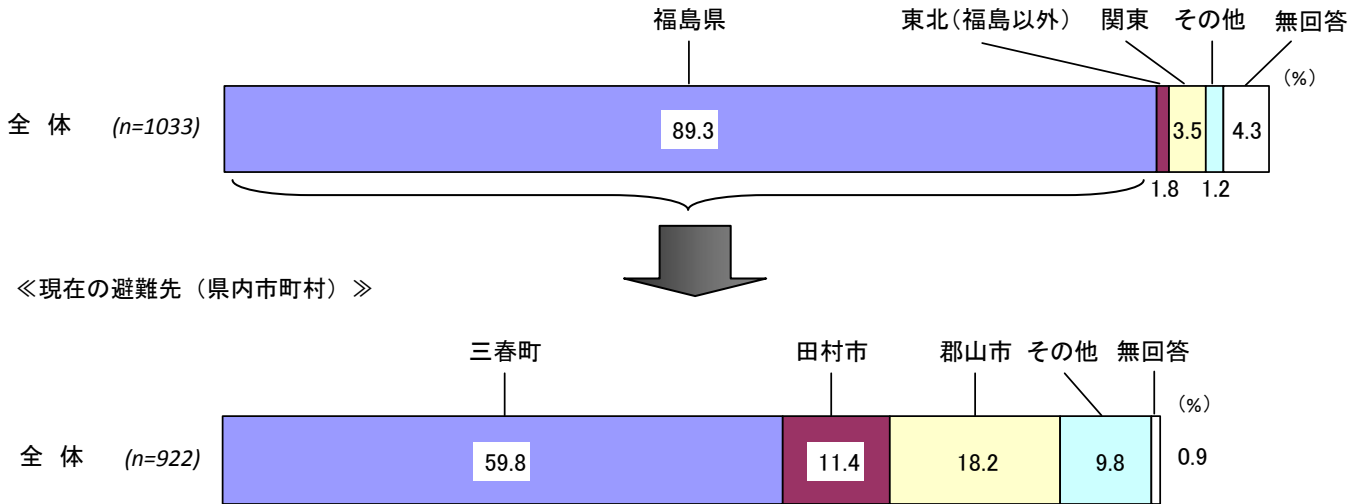 福島県 東北(福島以外) 関東 その他 無回答
(%)
全 体 (n=1033) 89.3 3.5 4.3
1.8 1.2
≪現在の避難先（県内市町村）≫
三春町 田村市 郡山市 その他 無回答
(%)
全 体 (n=922) 59.8 11.4 18.2 9.8 0.9